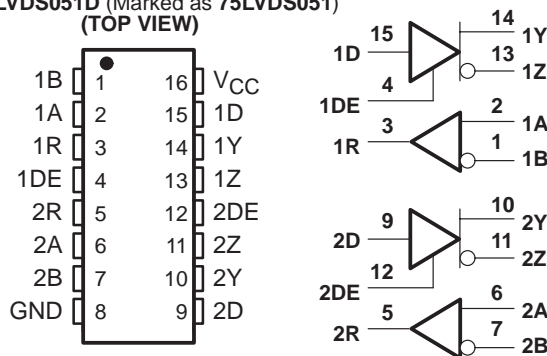 LVDS051D (Marked as 75LVDS051)
(TOP VIEW)
1B 1 16 VCC
1A 2 15 1D
1R 3 14 1Y
1DE 4 13 1Z
2R 5 12 2DE
2A 6 11 2Z
2B 7 10 2Y
GND 8 9 2D
14
1Y
15
1D
13
1Z
4
1DE
3
1R
2
1A
1
1B
10
2Y
9
2D
11
2Z
12
2DE
5
2R
6
2A
7
2B